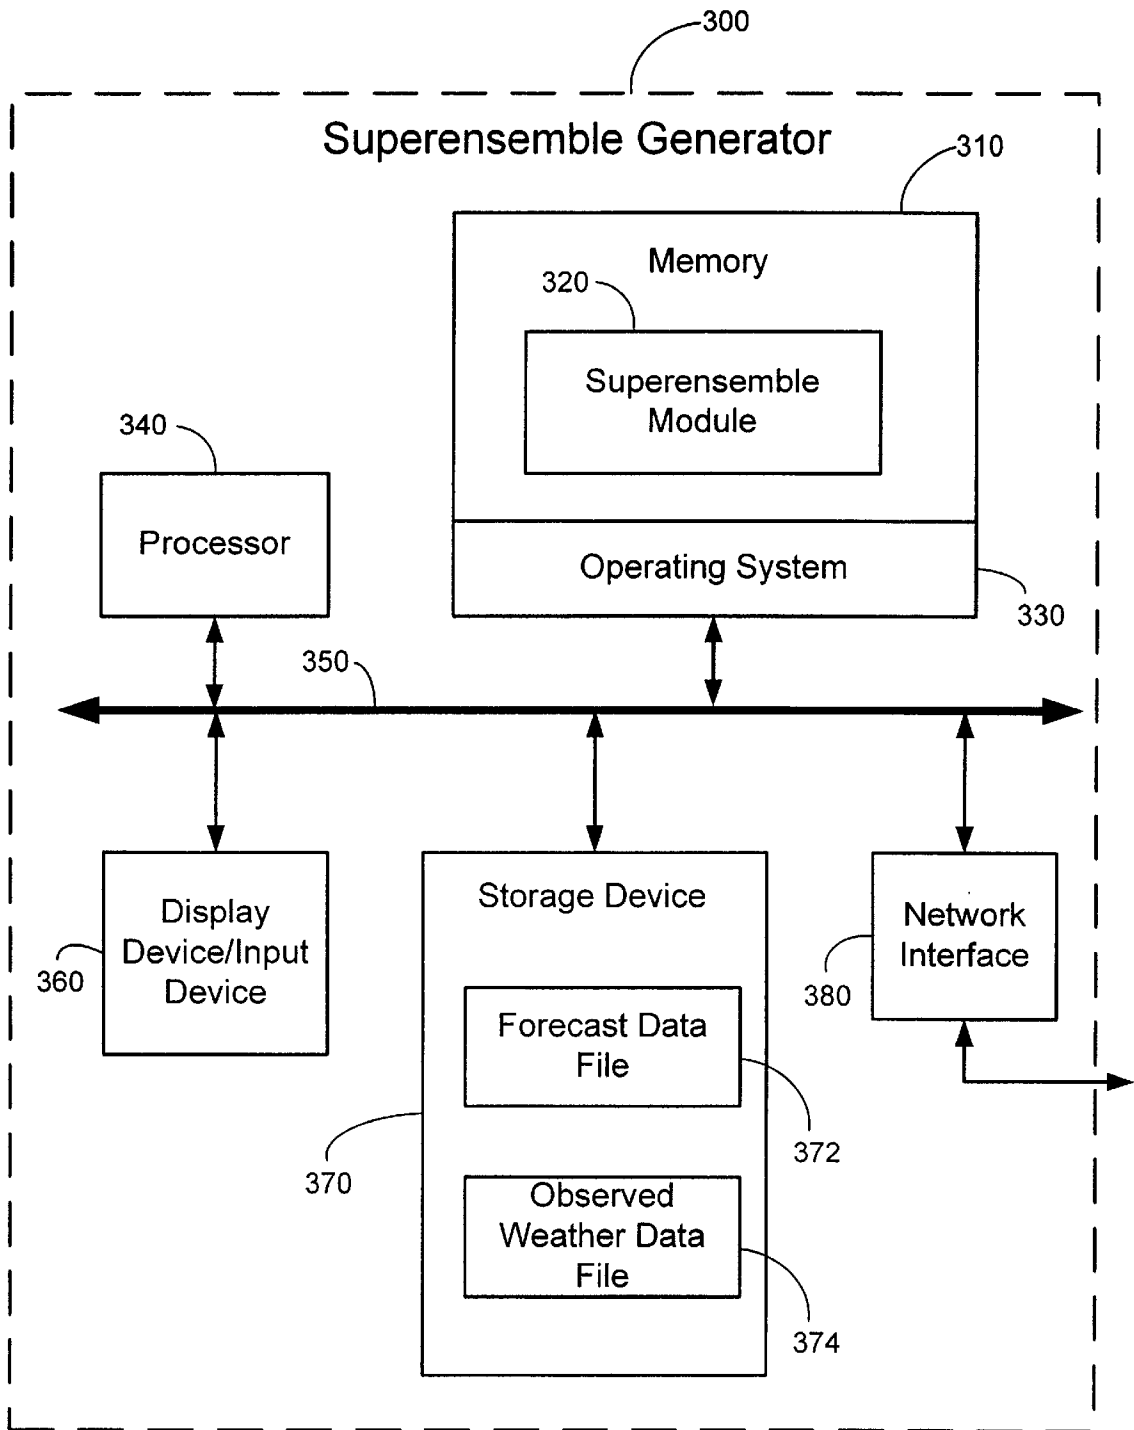 300
Superensemble Generator
310
Memory
320
Superensemble
Module
340
Processor
Operating System
330
350
Display
Device/Input
Device
360
Storage Device
Network
Interface
380
Forecast Data
File
372
370
Observed
Weather Data
File
374